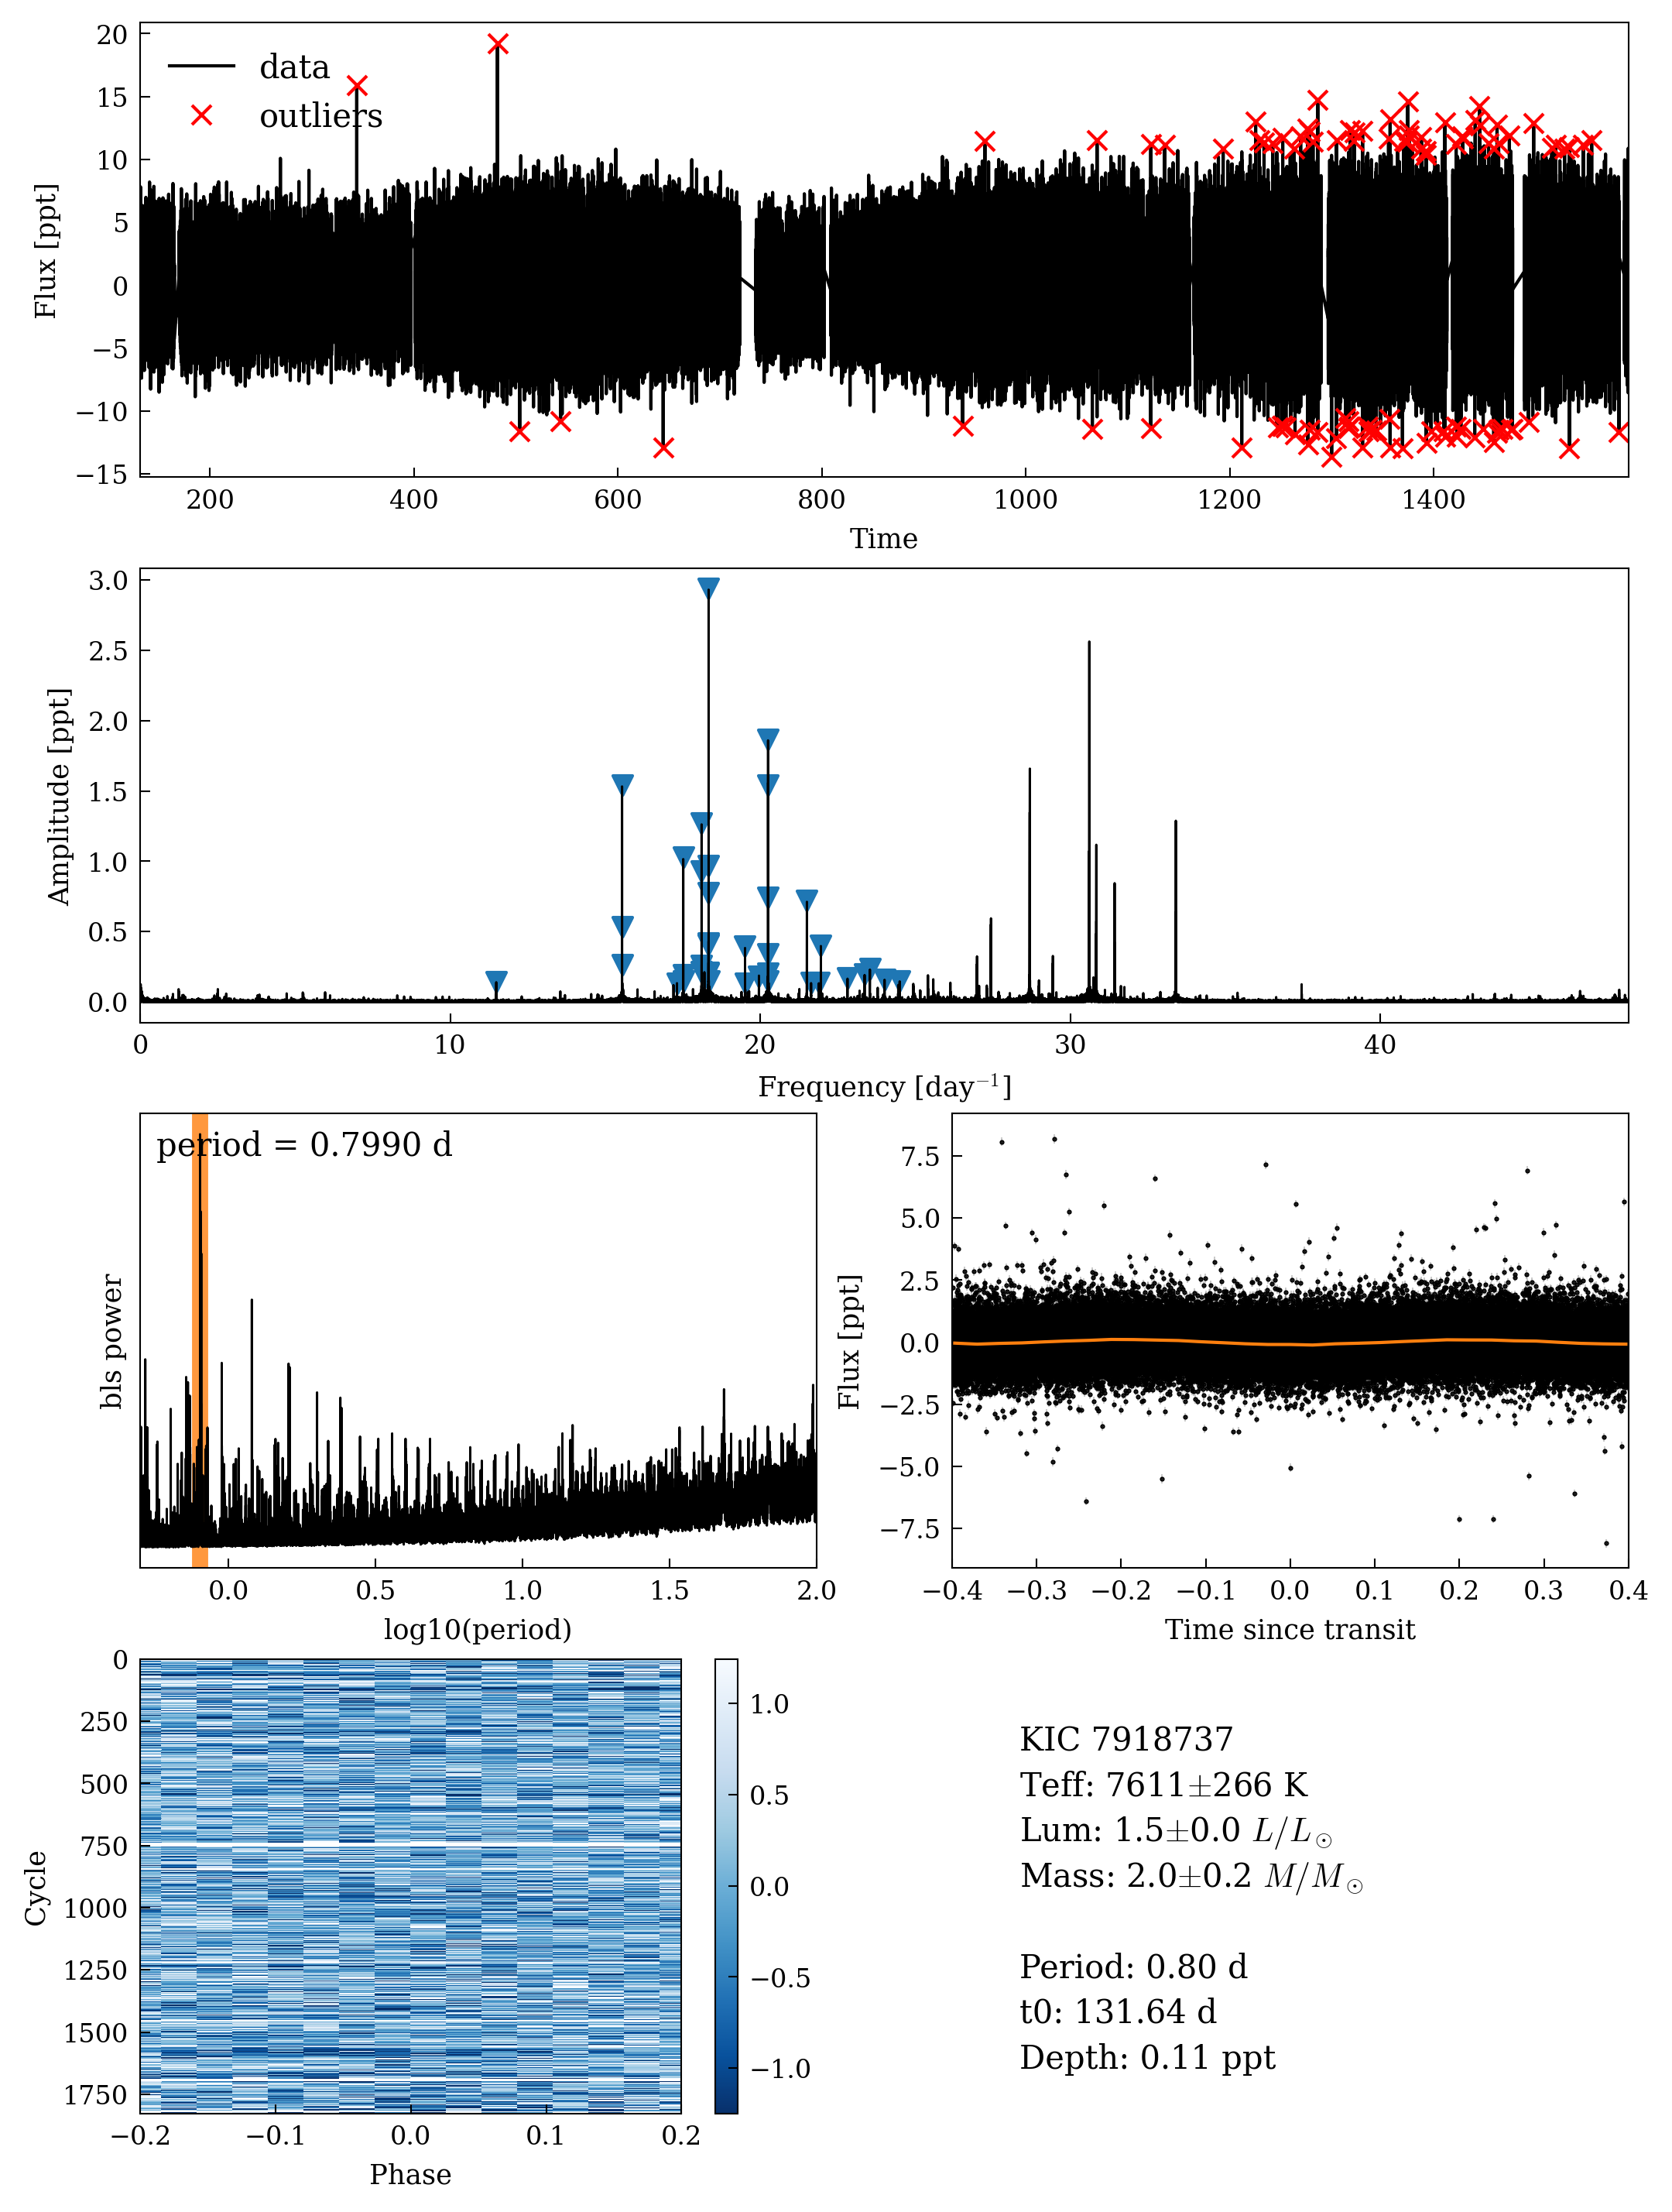 20
15
10
5
0
−5
−10
−15
Flux [ppt]
data
outliers
200 400 600 800 1000 1200 1400
Time
3.0
2.5
2.0
1.5
1.0
0.5
0.0
Amplitude [ppt]
0 10 20 30 40
Frequency [day⁻¹]
period = 0.7990 d
bls power
0.0 0.5 1.0 1.5 2.0
log10(period)
7.5
5.0
2.5
0.0
−2.5
−5.0
−7.5
Flux [ppt]
−0.4 −0.3 −0.2 −0.1 0.0 0.1 0.2 0.3 0.4
Time since transit
0
250
500
750
1000
1250
1500
1750
Cycle
−0.2 −0.1 0.0 0.1 0.2
Phase
1.0
0.5
0.0
−0.5
−1.0
KIC 7918737
Teff: 7611±266 K
Lum: 1.5±0.0 L/L☉
Mass: 2.0±0.2 M/M☉
Period: 0.80 d
t0: 131.64 d
Depth: 0.11 ppt